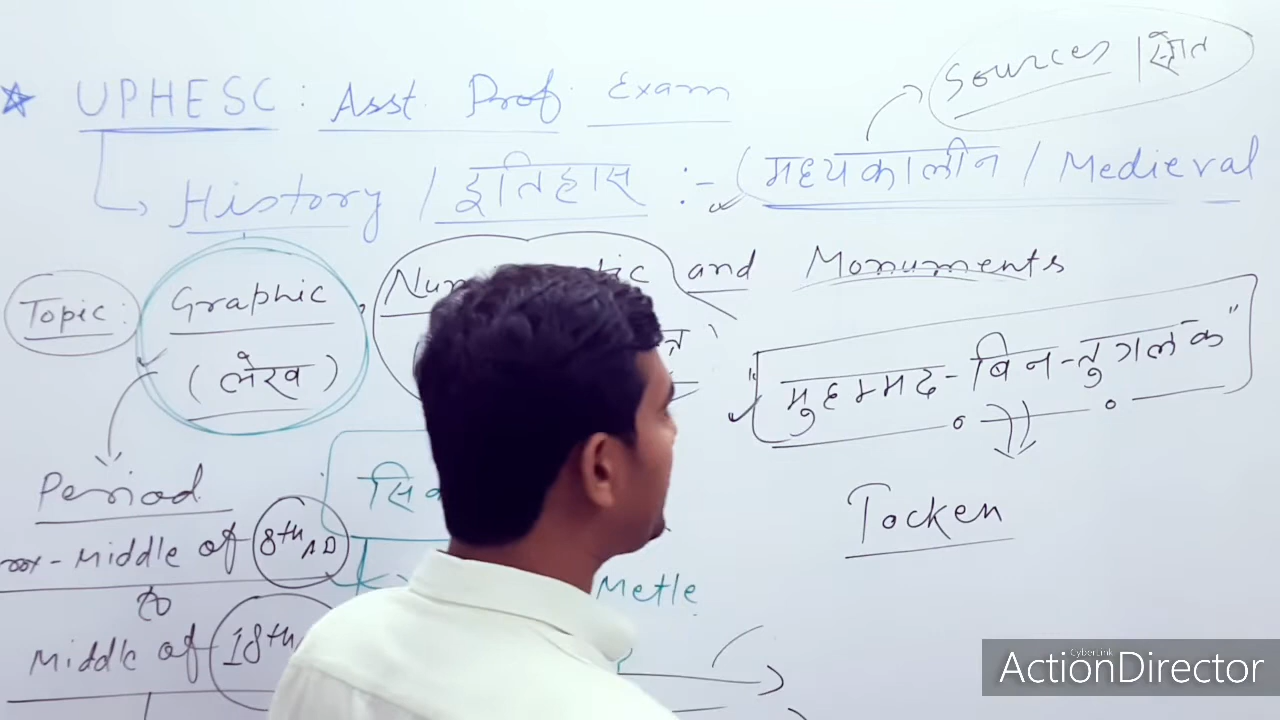 UPHESC: Asst. Prof. Exam
Sources | स्रोत
History / इतिहास :- ( मध्यकालीन / Medieval
Topic: Graphic, and Monuments
( लेख )
"मुहम्मद-बिन-तुगलक"
Period
Tocken
Middle of 8th AD
Metle
to
Middle of 18th
CyberLink
ActionDirector